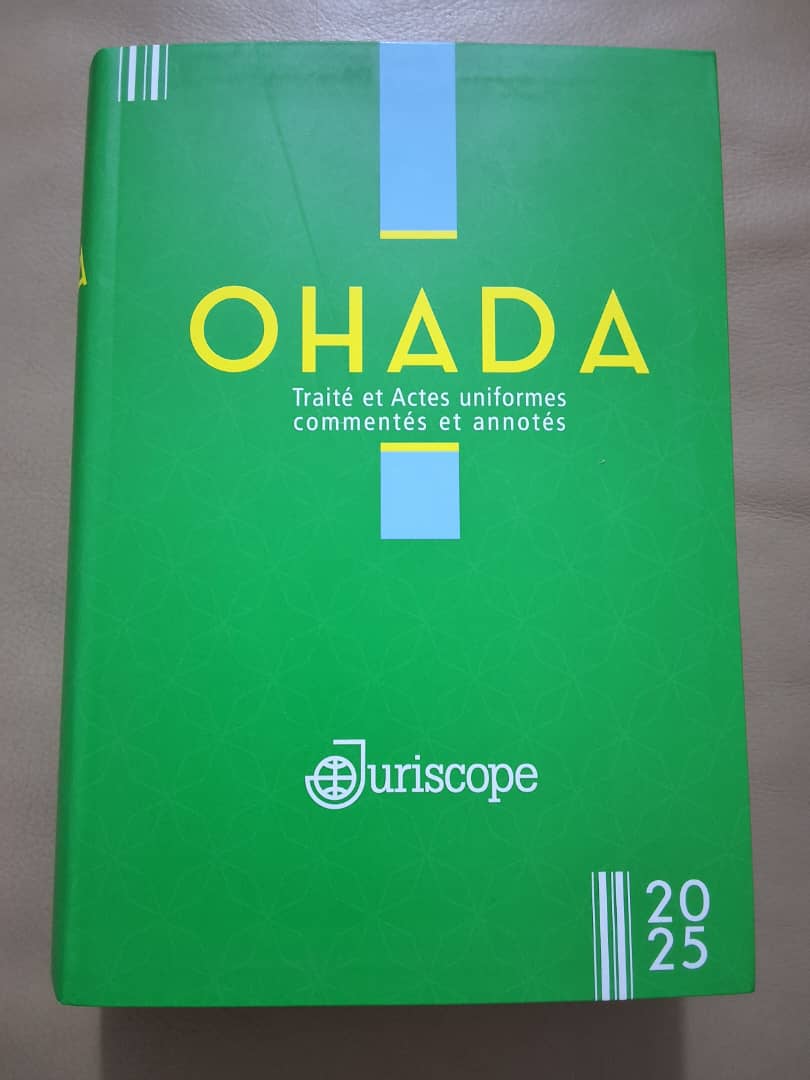 OHADA
Traité et Actes uniformes
commentés et annotés
Juriscope
20
25